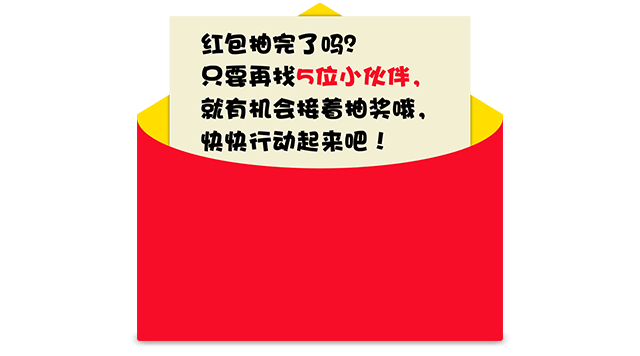 红包抽完了吗？
只要再找5位小伙伴，
就有机会接着抽奖哦，
快快行动起来吧！